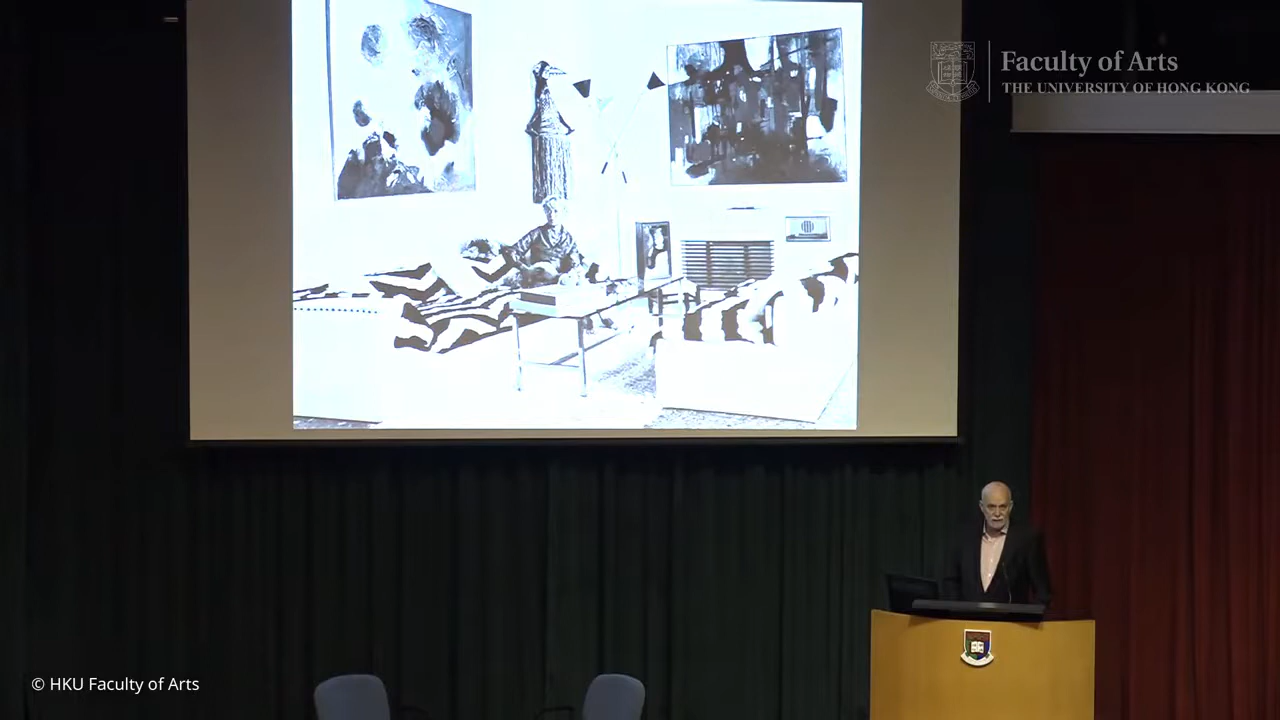 Faculty of Arts
THE UNIVERSITY OF HONG KONG
© HKU Faculty of Arts